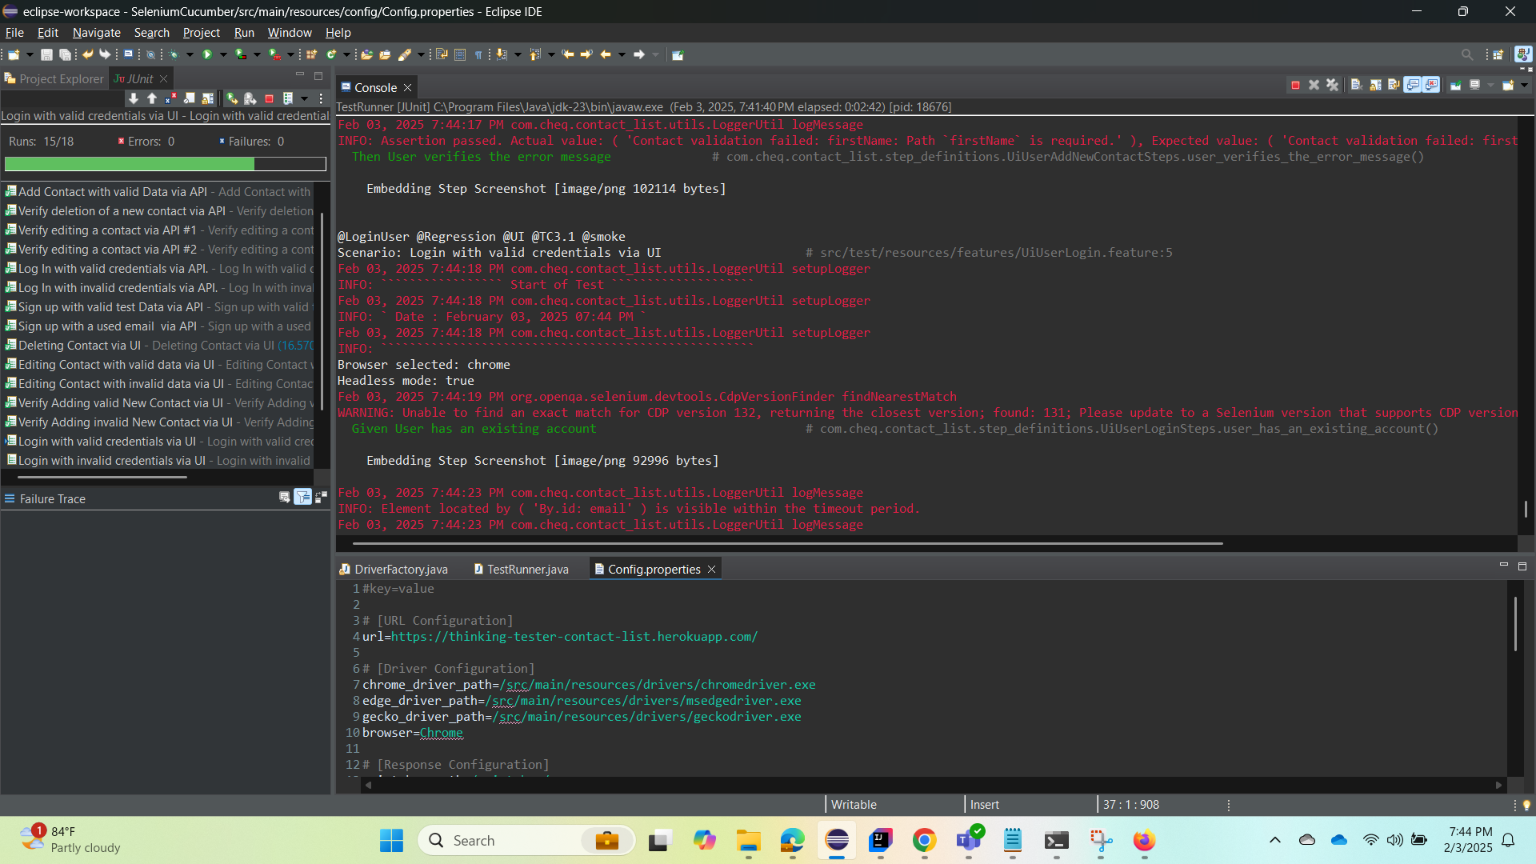 eclipse-workspace - SeleniumCucumber/src/main/resources/config/Config.properties - Eclipse IDE
File Edit Navigate Search Project Run Window Help
Project Explorer JUnit
Login with valid credentials via UI - Login with valid credential
Runs: 15/18 Errors: 0 Failures: 0
Add Contact with valid Data via API - Add Contact with
Verify deletion of a new contact via API - Verify deletion
Verify editing a contact via API #1 - Verify editing a cont
Verify editing a contact via API #2 - Verify editing a cont
Log In with valid credentials via API. - Log In with valid c
Log In with invalid credentials via API. - Log In with inva
Sign up with valid test Data via API - Sign up with valid
Sign up with a used email via API - Sign up with a used
Deleting Contact via UI - Deleting Contact via UI (16.570
Editing Contact with valid data via UI - Editing Contact v
Editing Contact with invalid data via UI - Editing Contac
Verify Adding valid New Contact via UI - Verify Adding v
Verify Adding invalid New Contact via UI - Verify Adding
Login with valid credentials via UI - Login with valid cre
Login with invalid credentials via UI - Login with invalid
Failure Trace
Console
TestRunner [JUnit] C:\Program Files\Java\jdk-23\bin\javaw.exe (Feb 3, 2025, 7:41:40 PM elapsed: 0:02:42) [pid: 18676]
Feb 03, 2025 7:44:17 PM com.cheq.contact_list.utils.LoggerUtil logMessage
INFO: Assertion passed. Actual value: ( 'Contact validation failed: firstName: Path `firstName` is required.' ), Expected value: ( 'Contact validation failed: first
Then User verifies the error message # com.cheq.contact_list.step_definitions.UiUserAddNewContactSteps.user_verifies_the_error_message()
Embedding Step Screenshot [image/png 102114 bytes]
@LoginUser @Regression @UI @TC3.1 @smoke
Scenario: Login with valid credentials via UI # src/test/resources/features/UiUserLogin.feature:5
Feb 03, 2025 7:44:18 PM com.cheq.contact_list.utils.LoggerUtil setupLogger
INFO: ````````````````` Start of Test ````````````````````
Feb 03, 2025 7:44:18 PM com.cheq.contact_list.utils.LoggerUtil setupLogger
INFO: ` Date : February 03, 2025 07:44 PM `
Feb 03, 2025 7:44:18 PM com.cheq.contact_list.utils.LoggerUtil setupLogger
INFO: ````````````````````````````````````````````````````
Browser selected: chrome
Headless mode: true
Feb 03, 2025 7:44:19 PM org.openqa.selenium.devtools.CdpVersionFinder findNearestMatch
WARNING: Unable to find an exact match for CDP version 132, returning the closest version; found: 131; Please update to a Selenium version that supports CDP version
Given User has an existing account # com.cheq.contact_list.step_definitions.UiUserLoginSteps.user_has_an_existing_account()
Embedding Step Screenshot [image/png 92996 bytes]
Feb 03, 2025 7:44:23 PM com.cheq.contact_list.utils.LoggerUtil logMessage
INFO: Element located by ( 'By.id: email' ) is visible within the timeout period.
Feb 03, 2025 7:44:23 PM com.cheq.contact_list.utils.LoggerUtil logMessage
DriverFactory.java TestRunner.java Config.properties
1 #key=value
2
3 # [URL Configuration]
4 url=https://thinking-tester-contact-list.herokuapp.com/
5
6 # [Driver Configuration]
7 chrome_driver_path=/src/main/resources/drivers/chromedriver.exe
8 edge_driver_path=/src/main/resources/drivers/msedgedriver.exe
9 gecko_driver_path=/src/main/resources/drivers/geckodriver.exe
10 browser=Chrome
11
12 # [Response Configuration]
Writable Insert 37 : 1 : 908
1 84°F
Partly cloudy
Search
7:44 PM
2/3/2025